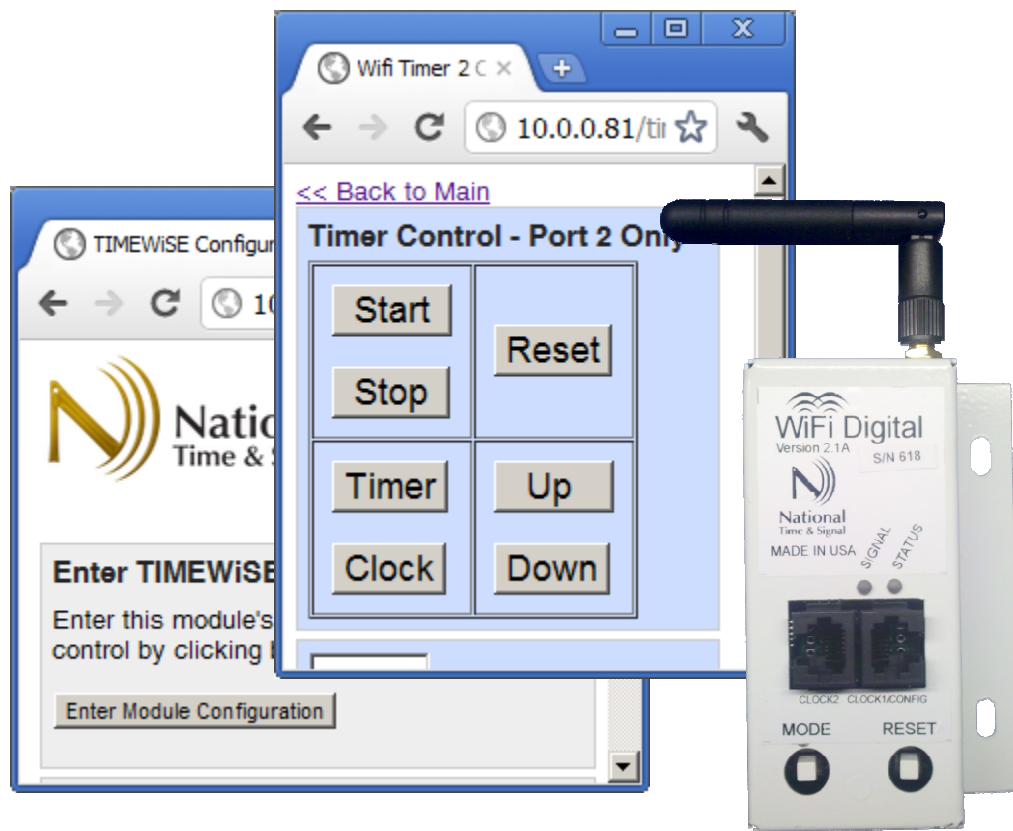 Wifi Timer 2 C
10.0.0.81/tir
<< Back to Main
Timer Control - Port 2 Only
Start
Stop
Reset
Timer
Clock
Up
Down
TIMEWiSE Configur
10
Natio
Time & S
Enter TIMEWiSE
Enter this module's
control by clicking b
Enter Module Configuration
WiFi Digital
Version 2.1A
S/N 618
National
Time & Signal
MADE IN USA
SIGNAL
STATUS
CLOCK2 CLOCK1/CONFIG
MODE RESET